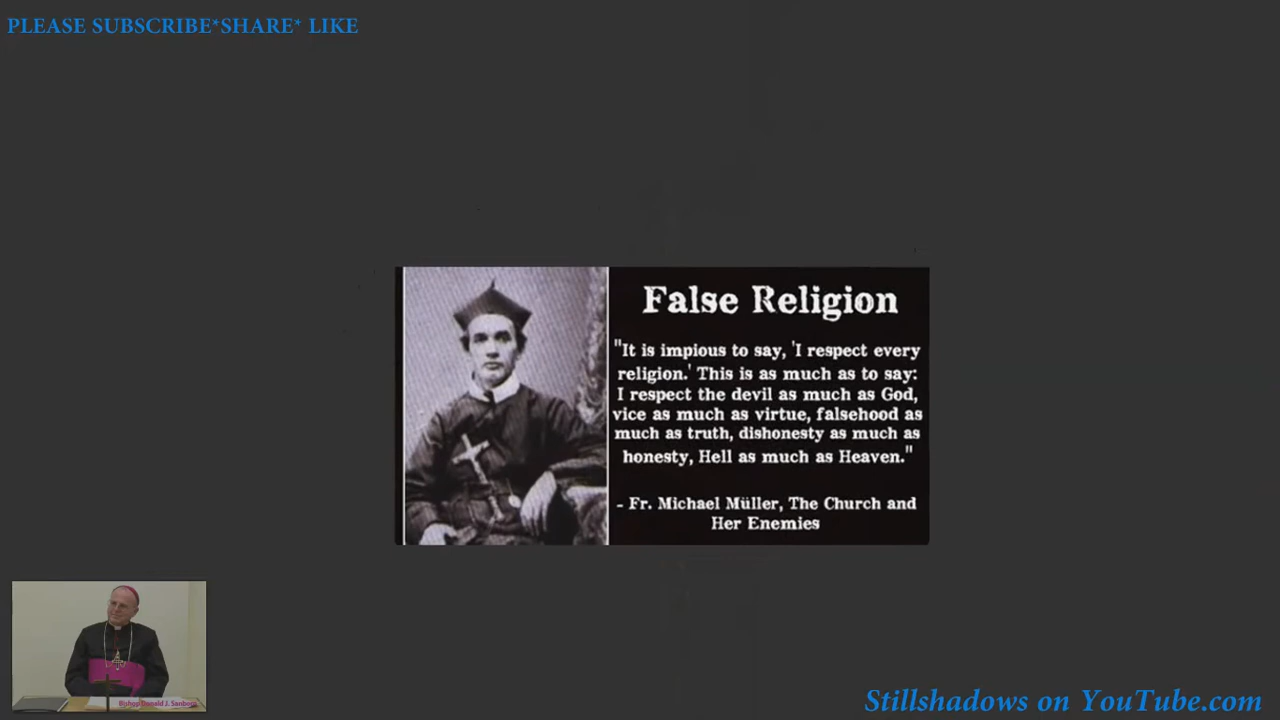 PLEASE SUBSCRIBE*SHARE* LIKE
False Religion
"It is impious to say, 'I respect every
religion.' This is as much as to say:
I respect the devil as much as God,
vice as much as virtue, falsehood as
much as truth, dishonesty as much as
honesty, Hell as much as Heaven."
- Fr. Michael Müller, The Church and
Her Enemies
Bishop Donald J. Sanborn
Stillshadows on YouTube.com